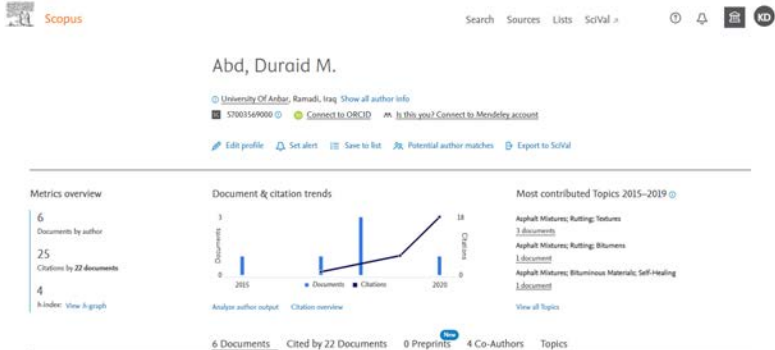 Scopus
Search Sources Lists SciVal
KD
Abd, Duraid M.
University Of Anbar, Ramadi, Iraq Show all author info
57003569000 Connect to ORCID Is this you? Connect to Mendeley account
Edit profile Set alert Save to list Potential author matches Export to SciVal
Metrics overview
6
Documents by author
25
Citations by 22 documents
4
h-index: View h-graph
Document & citation trends
3
18
Documents
Citations
0
0
2015
2020
Documents Citations
Analyze author output Citation overview
Most contributed Topics 2015–2019
Asphalt Mixtures; Rutting; Textures
3 documents
Asphalt Mixtures; Rutting; Bitumens
1 document
Asphalt Mixtures; Bituminous Materials; Self-Healing
1 document
View all Topics
New
6 Documents Cited by 22 Documents 0 Preprints 4 Co-Authors Topics